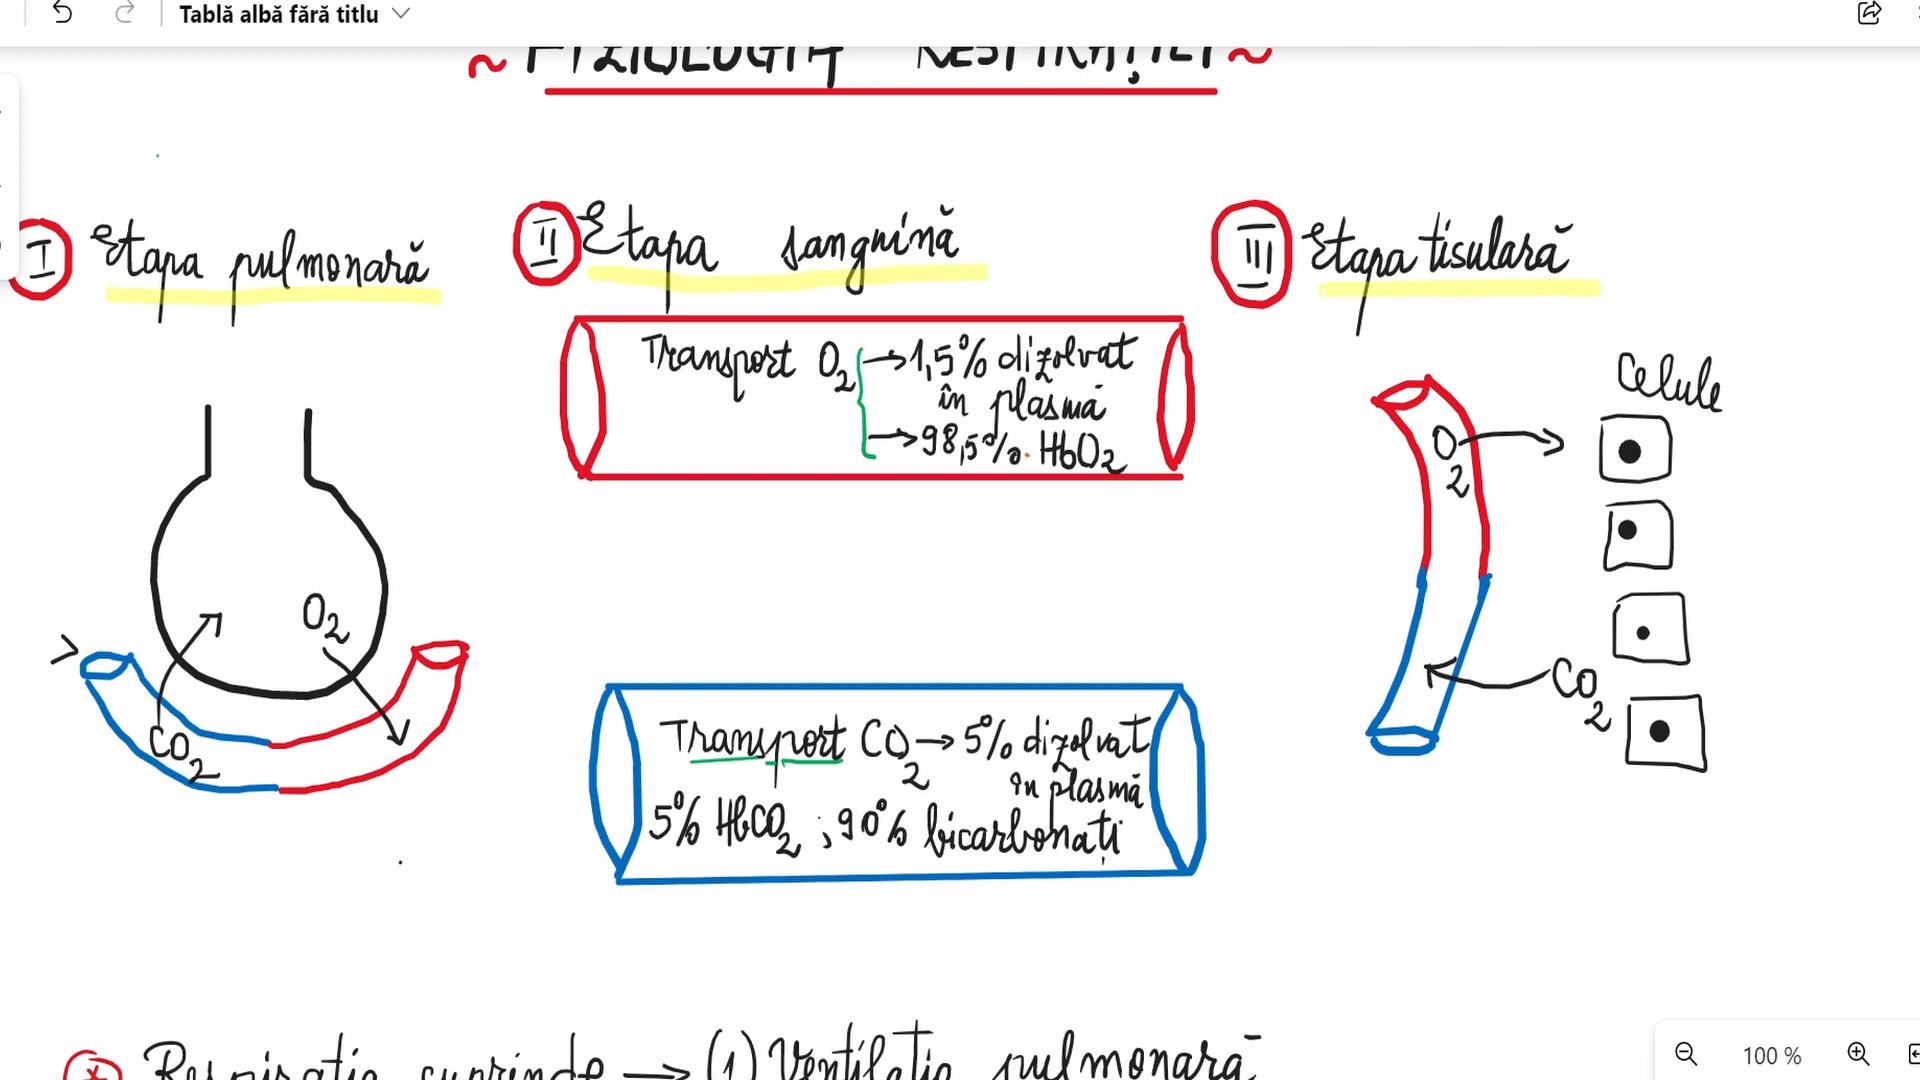 Tablă albă fără titlu
~ FIZIOLOGIA RESPIRAȚIEI ~
I Etapa pulmonară
O2
CO2
II Etapa sanguină
Transport O2 → 1,5% dizolvat
în plasmă
→ 98,5% HbO2
Transport CO2 → 5% dizolvat
în plasmă
5% HbCO2 ; 90% bicarbonați
III Etapa tisulară
Celule
O2
CO2
* Respirația cuprinde → (1) Ventilația pulmonară
100 %